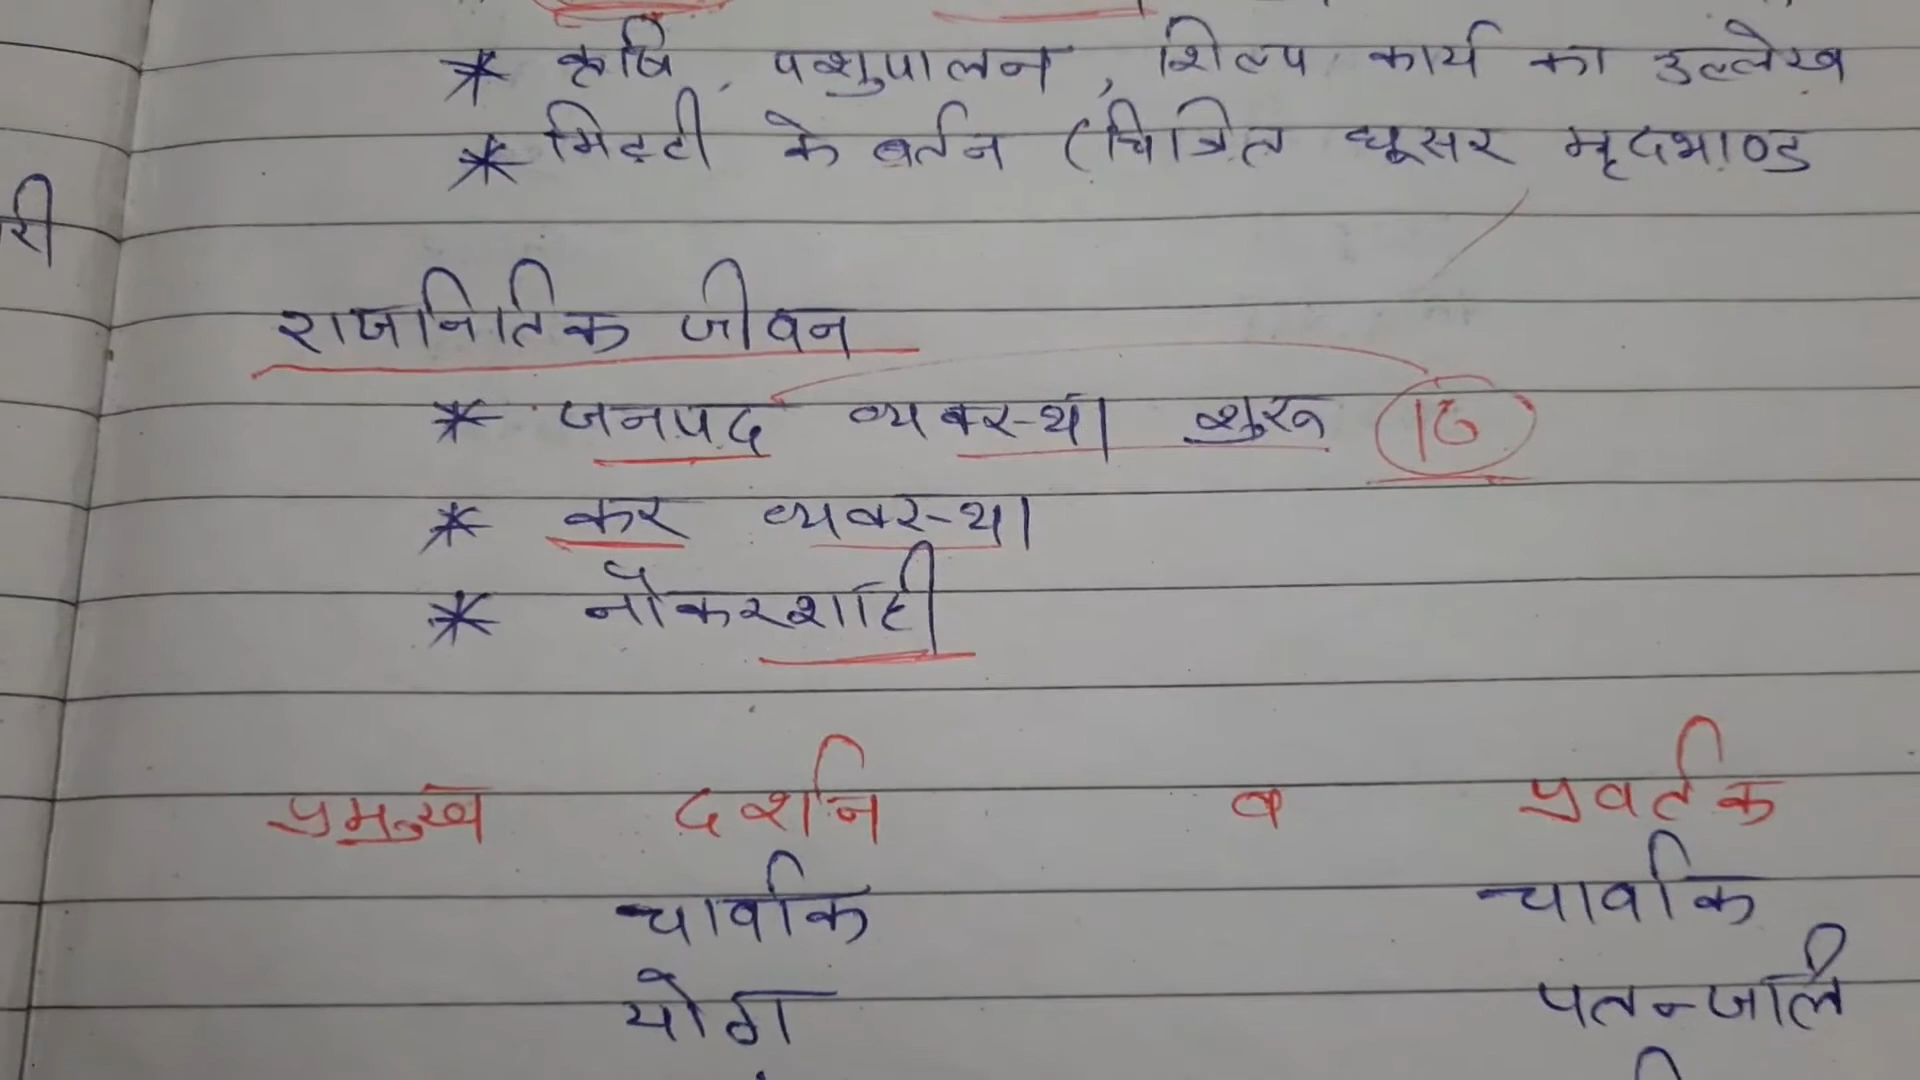 * कृषि, पशुपालन, शिल्प कार्य का उल्लेख
* मिट्टी के बर्तन (चित्रित धूसर मृदभाण्ड
री
राजनितिक जीवन
* जनपद व्यवस्था शुरू 16
* कर व्यवस्था
* नौकरशाही
प्रमुख दर्शन व प्रवर्तक
चार्वाक चार्वाक
योग पतन्जलि